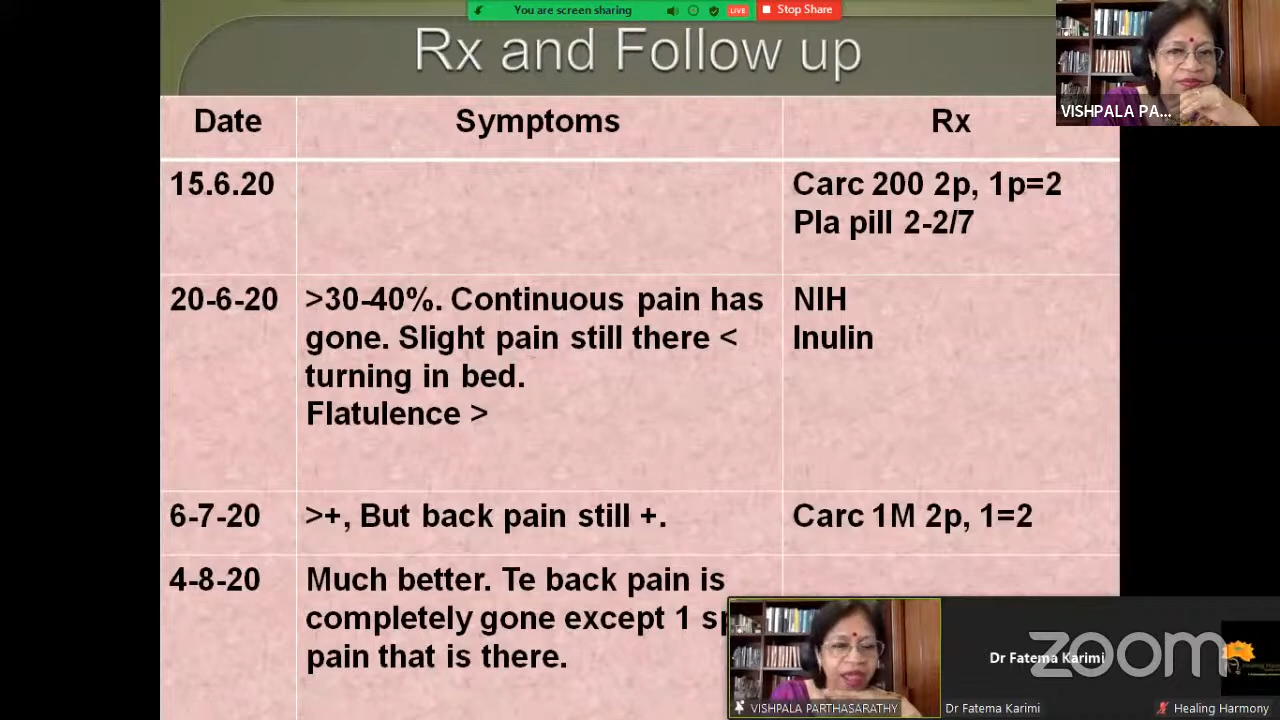 You are screen sharing
LIVE
Stop Share
Rx and Follow up
VISHPALA PA...
Date Symptoms Rx
15.6.20 Carc 200 2p, 1p=2
Pla pill 2-2/7
20-6-20 >30-40%. Continuous pain has NIH
gone. Slight pain still there < Inulin
turning in bed.
Flatulence >
6-7-20 >+, But back pain still +. Carc 1M 2p, 1=2
4-8-20 Much better. Te back pain is
completely gone except 1
pain that is there.
Dr Fatema Karimi
zoom
VISHPALA PARTHASARATHY
Dr Fatema Karimi
Healing Harmony